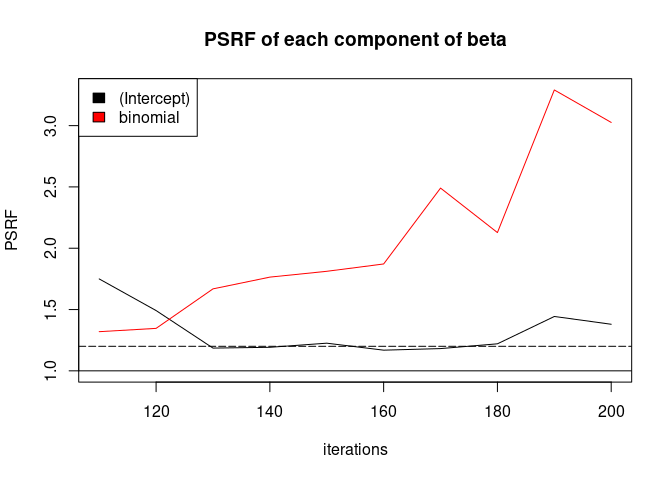 PSRF of each component of beta
(Intercept)
binomial
PSRF
3.0
2.5
2.0
1.5
1.0
120
140
160
180
200
iterations